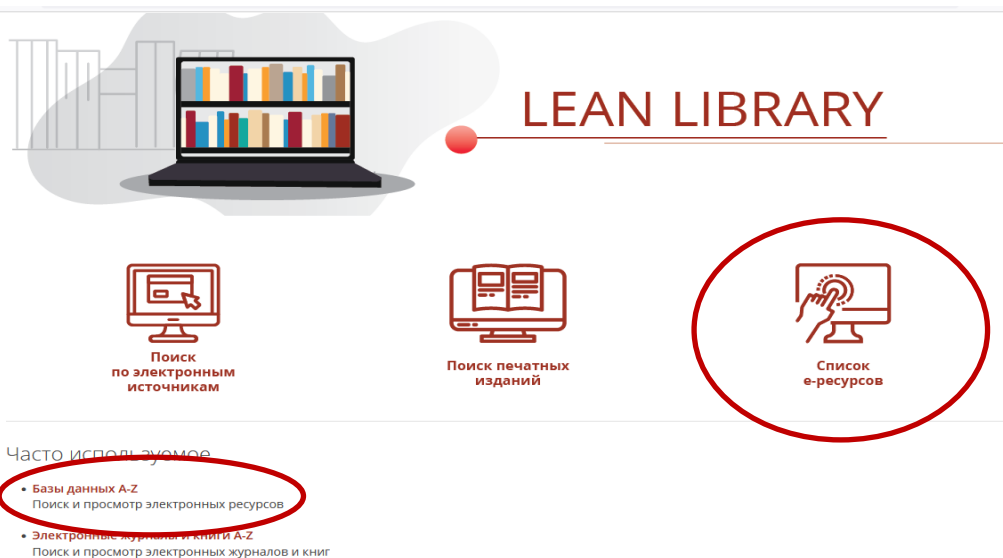 LEAN LIBRARY
Поиск
по электронным
источникам
Поиск печатных
изданий
Список
е-ресурсов
Часто используемое
• Базы данных A-Z
Поиск и просмотр электронных ресурсов
• Электронные журналы и книги A-Z
Поиск и просмотр электронных журналов и книг